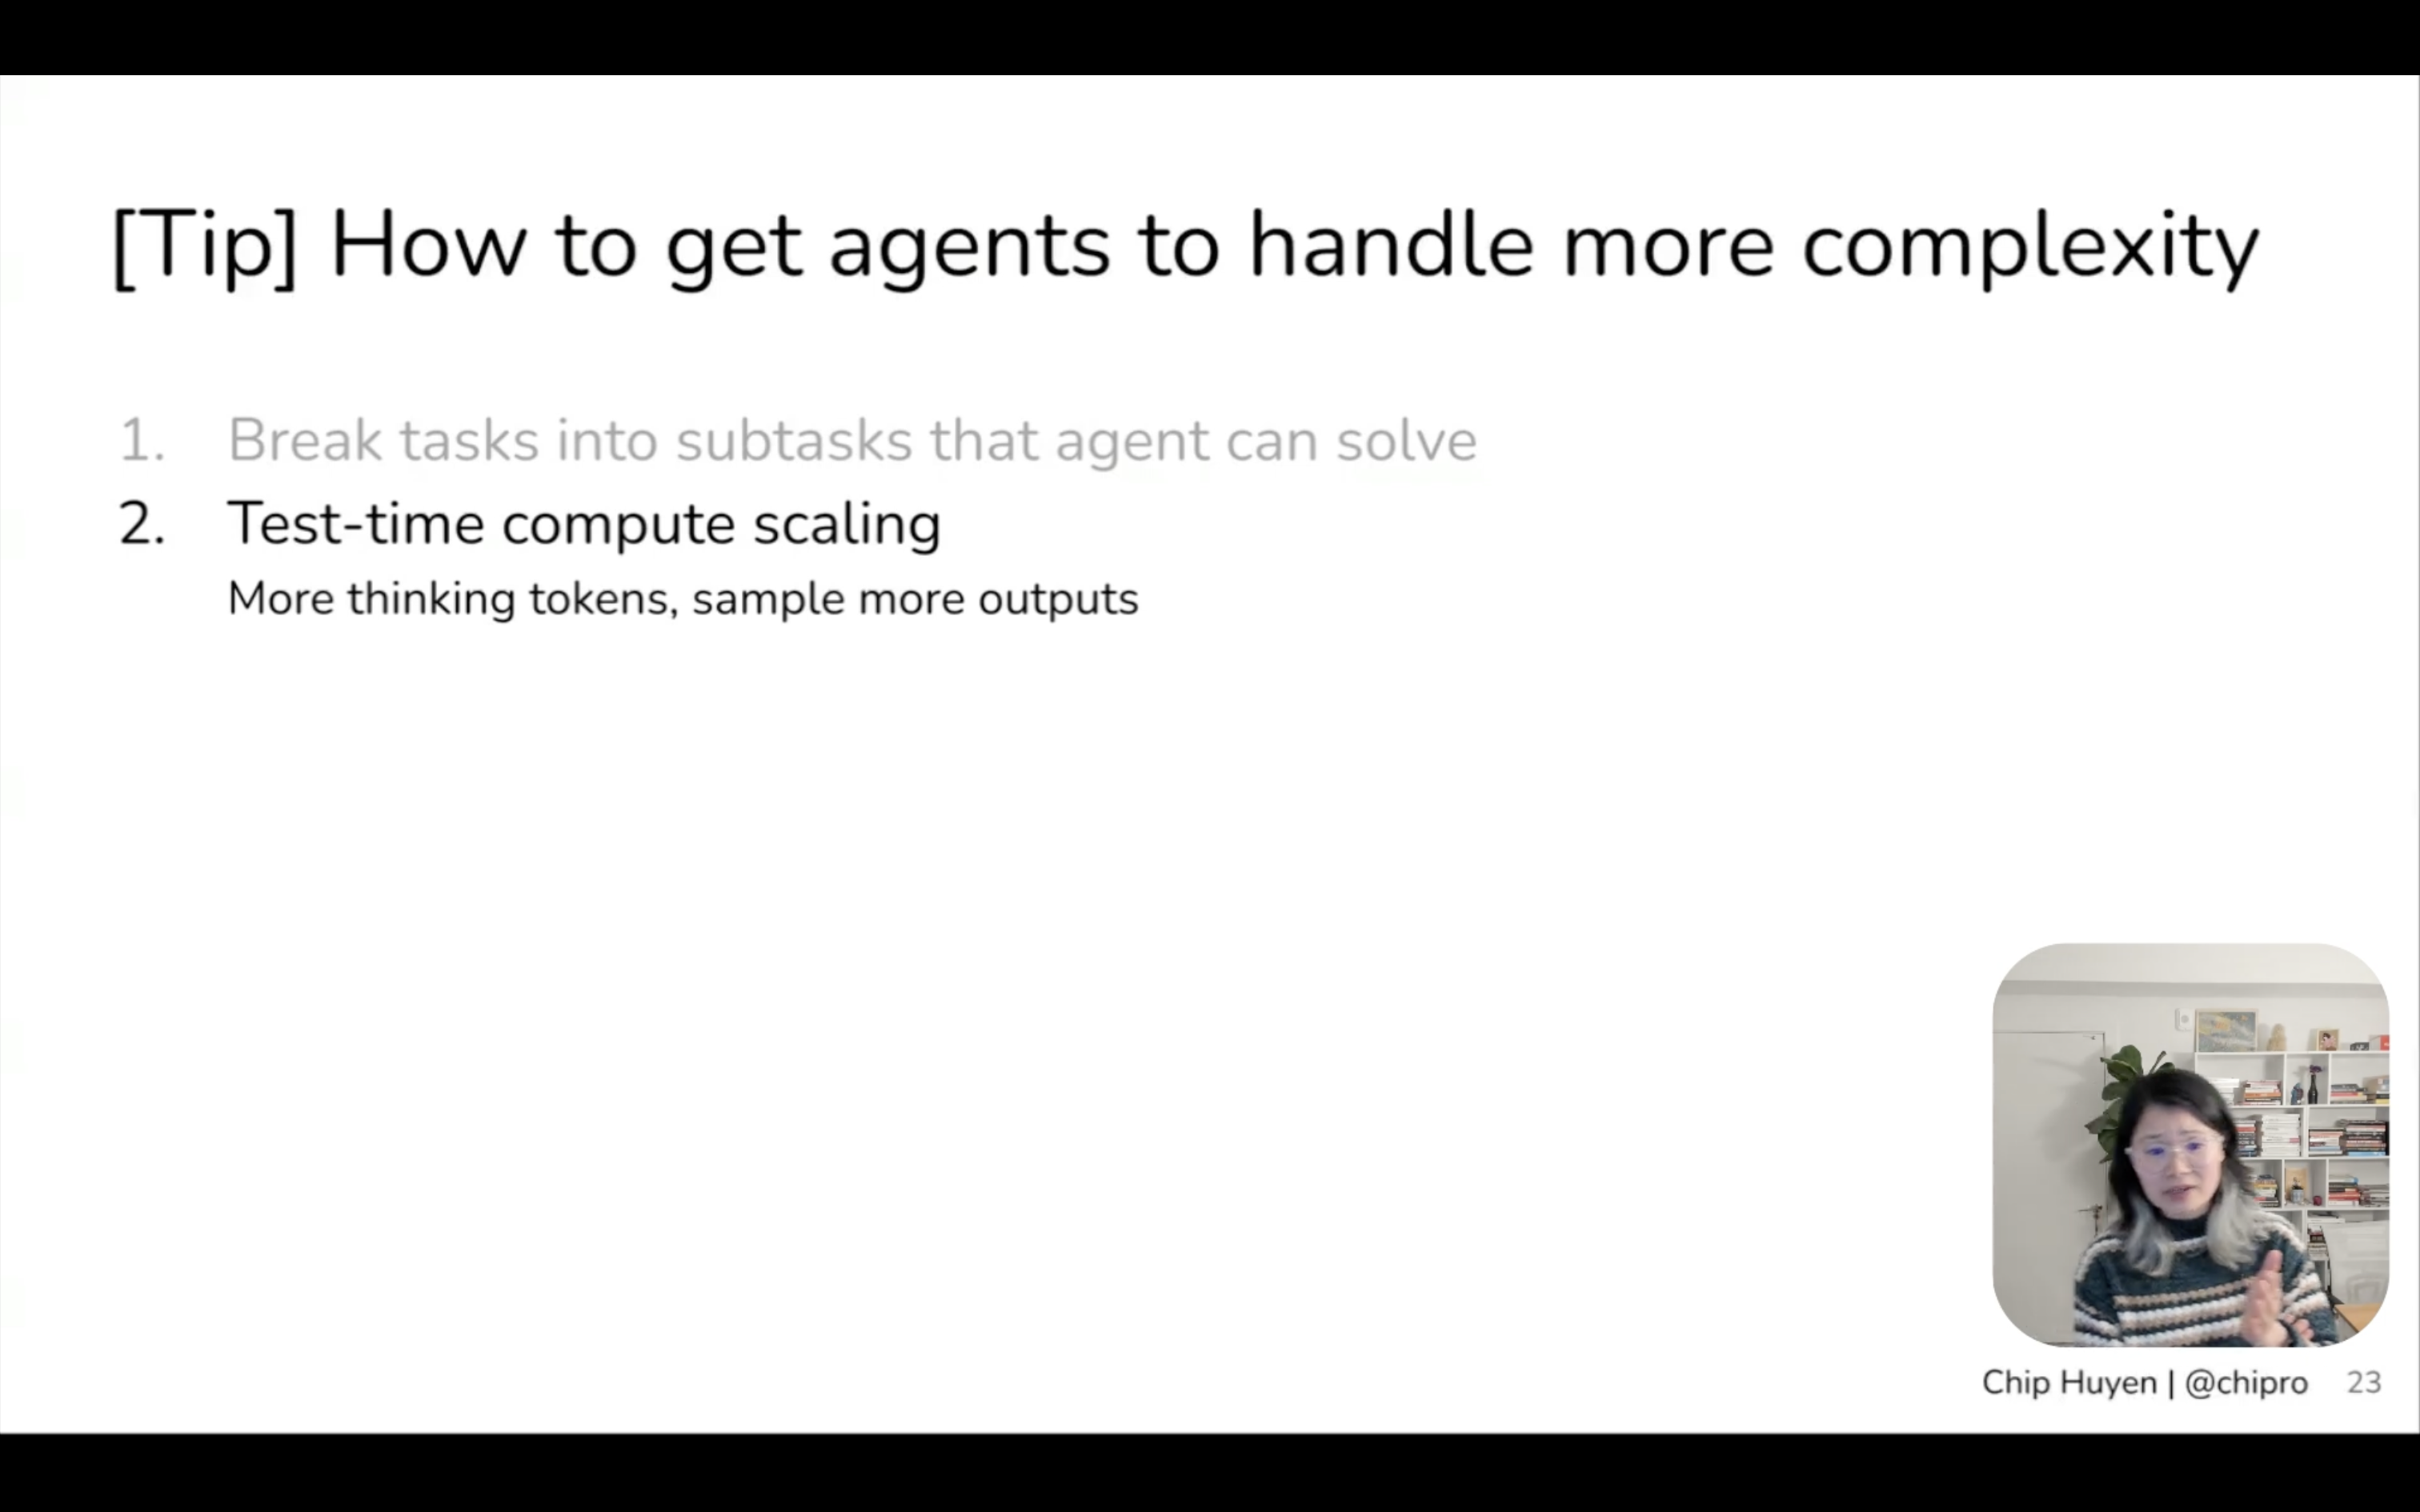 [Tip] How to get agents to handle more complexity
1. Break tasks into subtasks that agent can solve
2. Test-time compute scaling
More thinking tokens, sample more outputs
Chip Huyen | @chipro 23